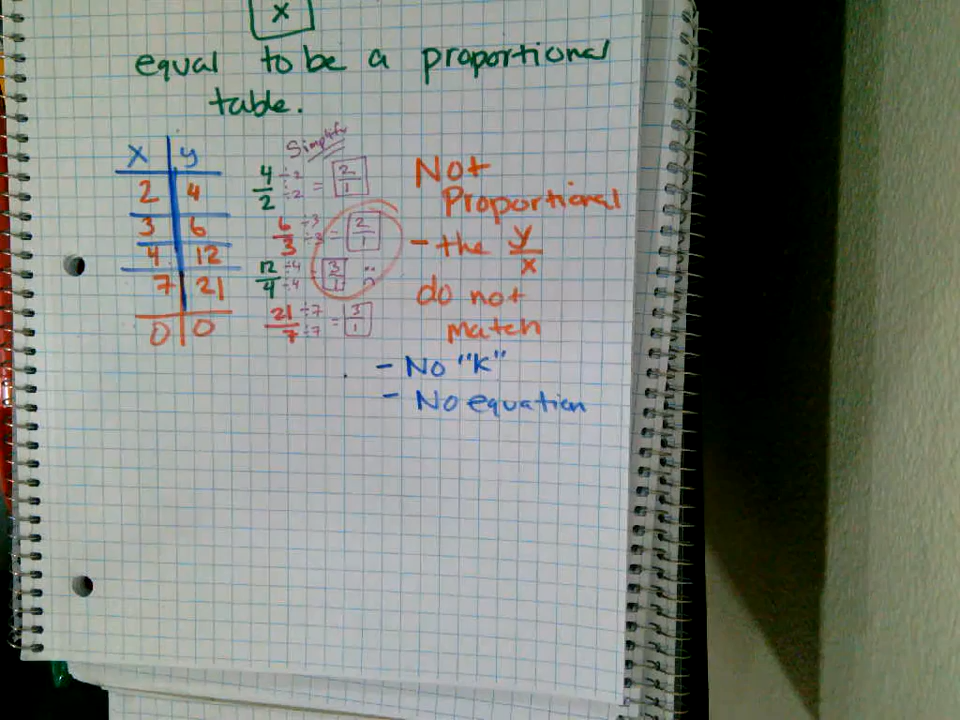 x
equal to be a proportional
table.
x y
2 4
3 6
4 12
7 21
0 0
Simplify
4/2 ÷2/÷2 = 2/1
6/3 ÷3/÷3 = 2/1
12/4 ÷4/÷4 = 3/1
21/7 ÷7/÷7 = 3/1
Not
Proportional
- the y/x
do not
match
- No "K"
- No equation